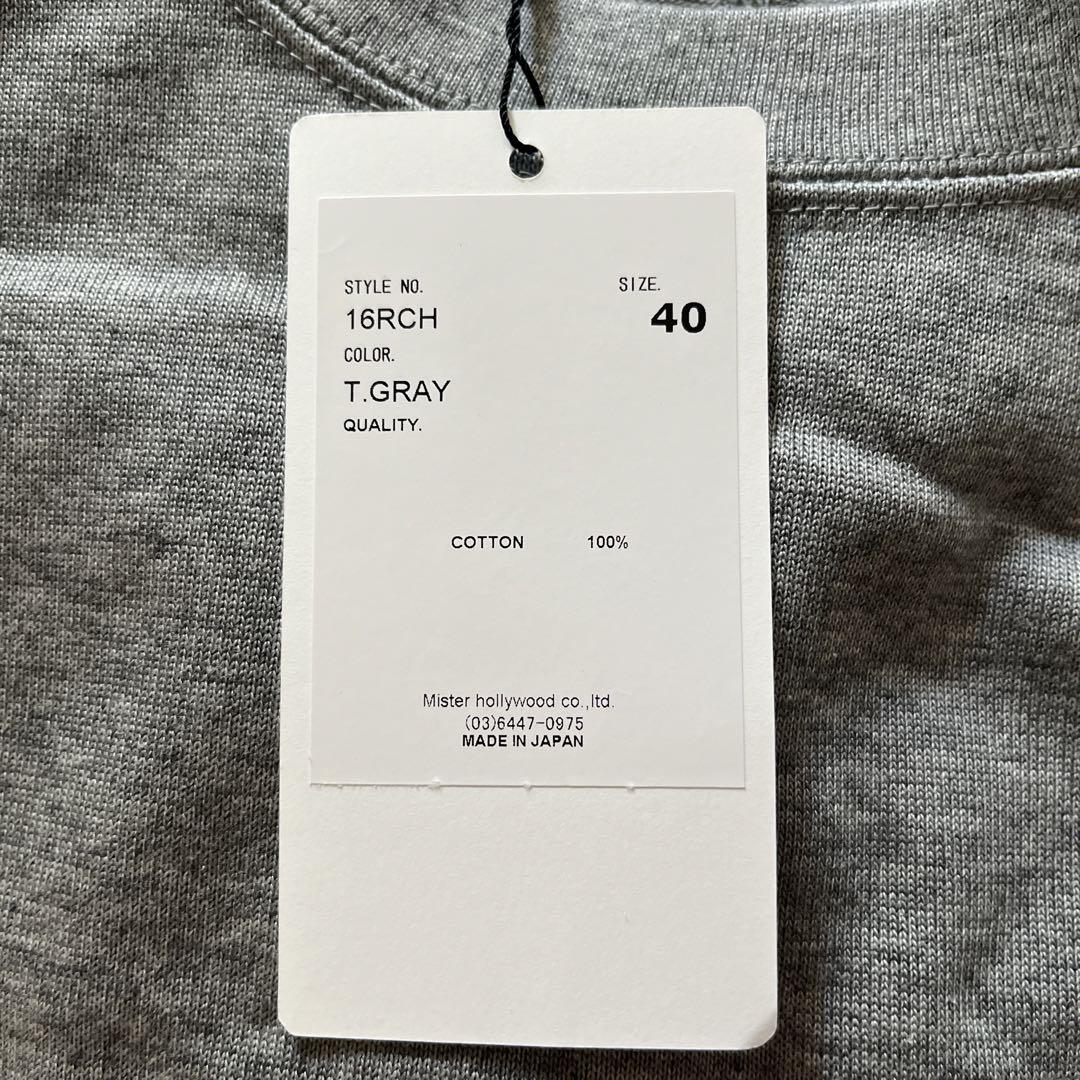 STYLE NO.
SIZE.
16RCH
40
COLOR.
T.GRAY
QUALITY.
COTTON 100%
Mister hollywood co.,ltd.
(03)6447-0975
MADE IN JAPAN